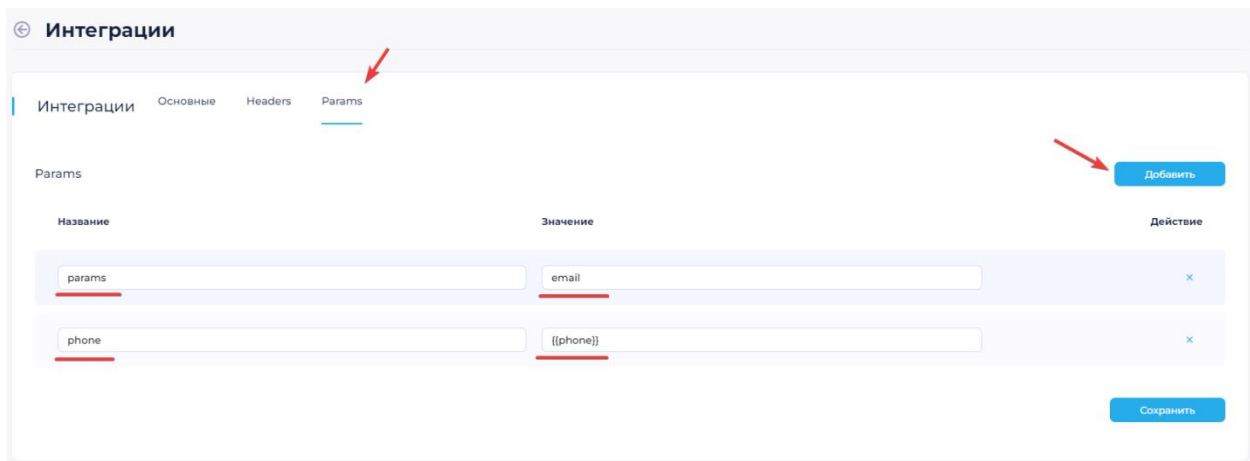 Интеграции
Интеграции Основные Headers Params
Params Добавить
Название Значение Действие
params email ×
phone {{phone}} ×
Сохранить